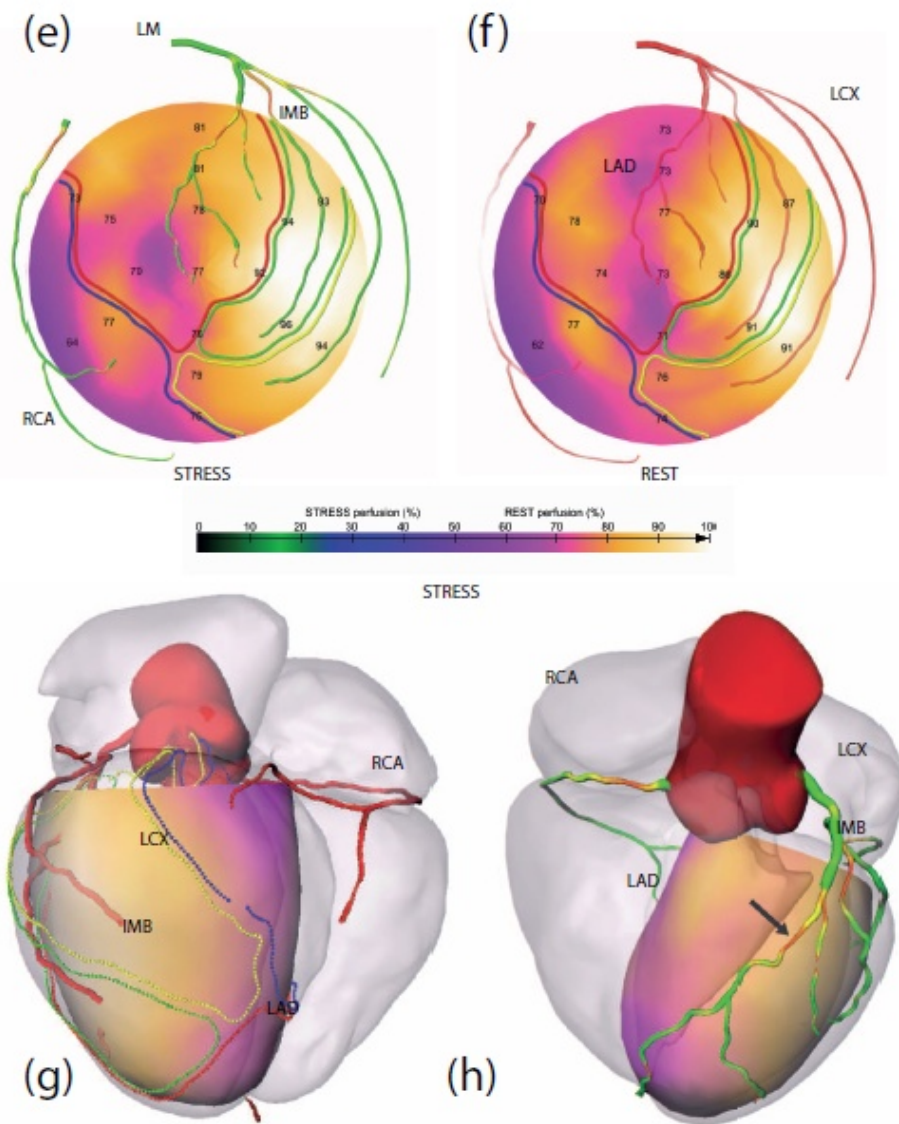 (e)
LM
IMB
81
81
73
75
78
94
93
70
77
92
77
76
96
64
94
79
75
RCA
STRESS
(f)
LCX
73
LAD
73
70
78
77
90
87
74
73
86
77
71
91
62
91
76
74
REST
STRESS perfusion (%) REST perfusion (%)
0 10 20 30 40 50 60 70 80 90
STRESS
RCA
LCX
IMB
LAD
(g)
RCA
LCX
IMB
LAD
(h)